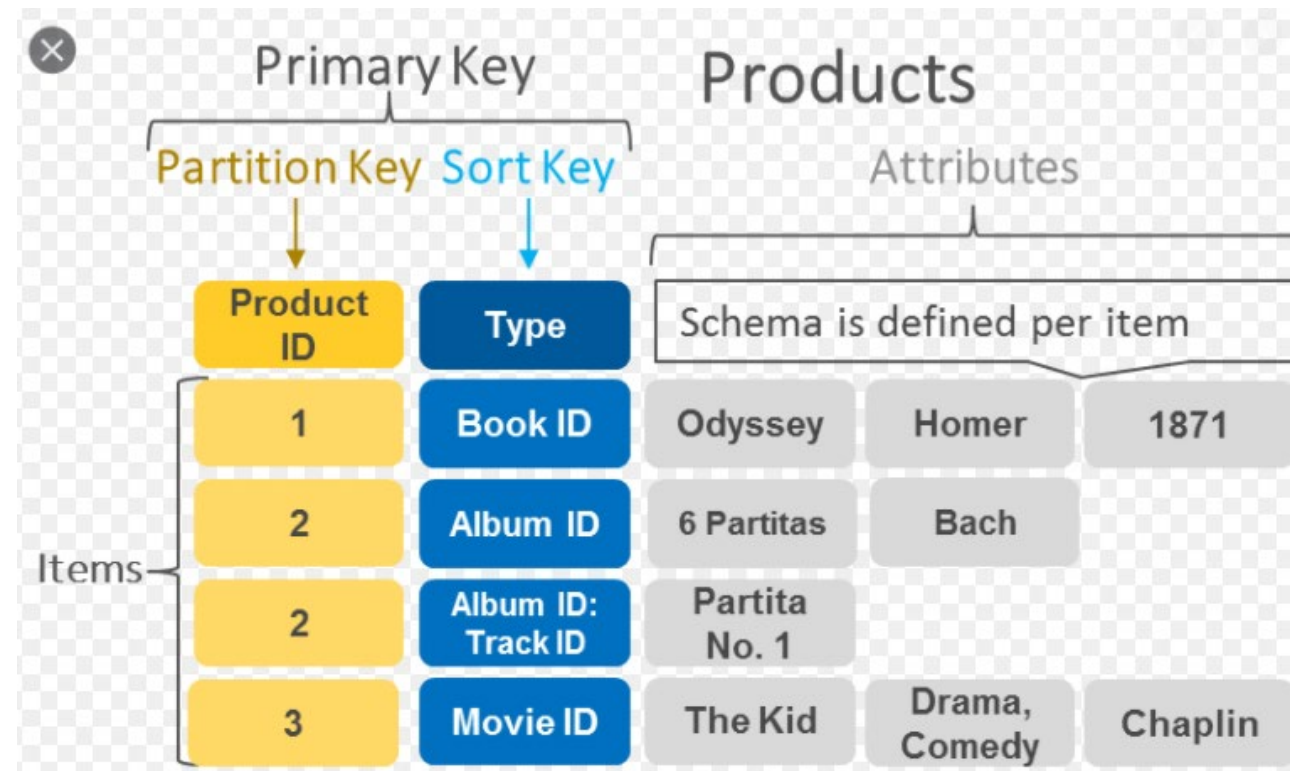 Primary Key
Products
Partition Key Sort Key
Attributes
Product
ID
Type
Schema is defined per item
1
Book ID
Odyssey
Homer
1871
2
Album ID
6 Partitas
Bach
Items
2
Album ID:
Track ID
Partita
No. 1
3
Movie ID
The Kid
Drama,
Comedy
Chaplin